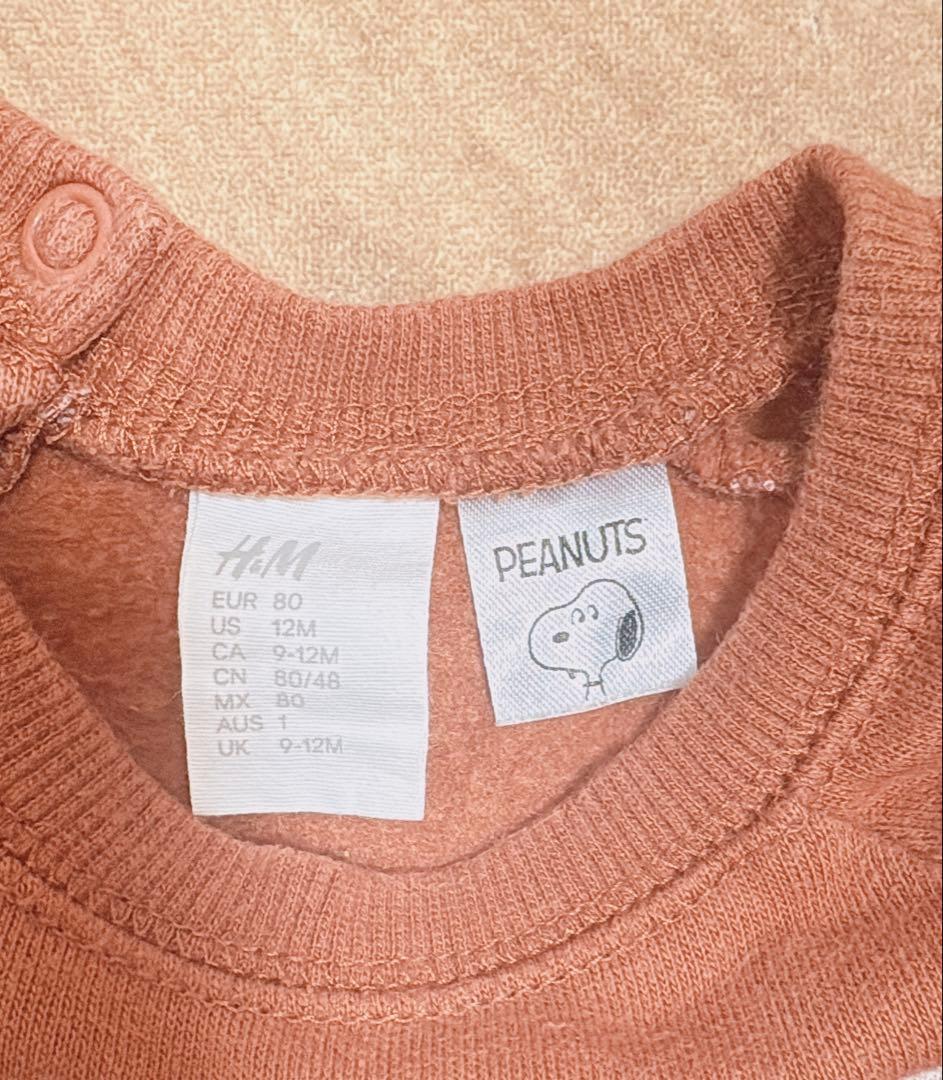 H&M
EUR 80
US 12M
CA 9-12M
CN 80/48
MX 80
AUS 1
UK 9-12M
PEANUTS